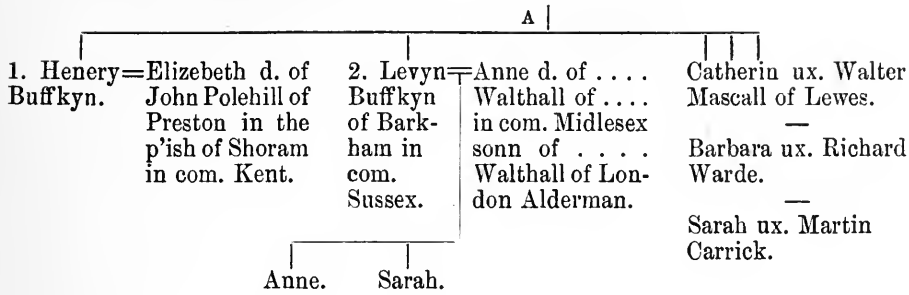 A
1. Henery=Elizebeth d. of
Buffkyn. John Polehill of
Preston in the
p'ish of Shoram
in com. Kent.
2. Levyn=Anne d. of . . . .
Buffkyn Walthall of . . . .
of Bark- in com. Midlesex
ham in sonn of . . . .
com. Walthall of Lon-
Sussex. don Alderman.
Catherin ux. Walter
Mascall of Lewes.
—
Barbara ux. Richard
Warde.
—
Sarah ux. Martin
Carrick.
Anne. Sarah.